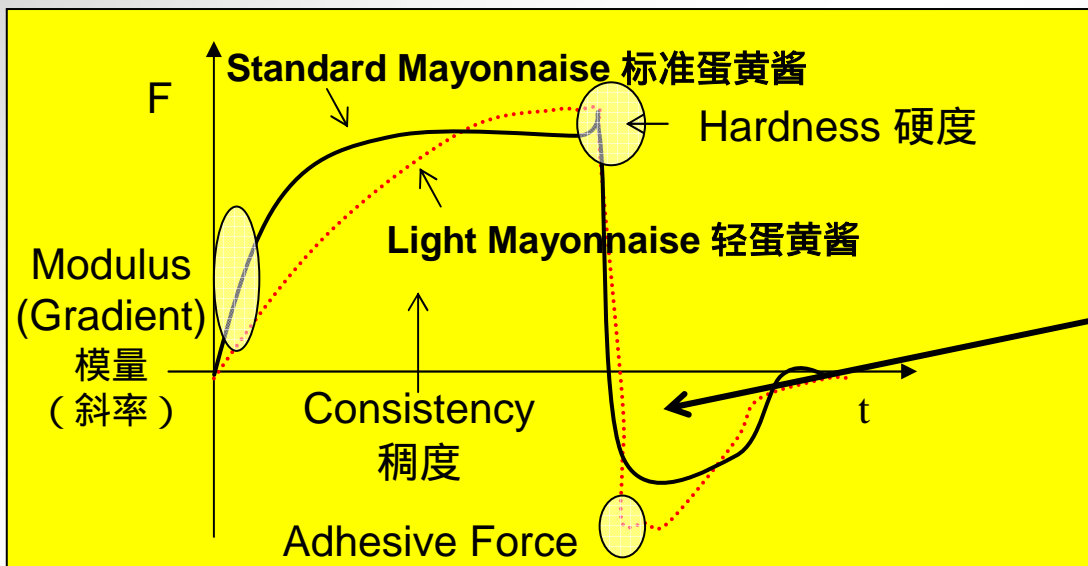 Standard Mayonnaise 标准蛋黄酱
F
Hardness 硬度
Light Mayonnaise 轻蛋黄酱
Modulus
(Gradient)
模量
（斜率）
Consistency
稠度
t
Adhesive Force